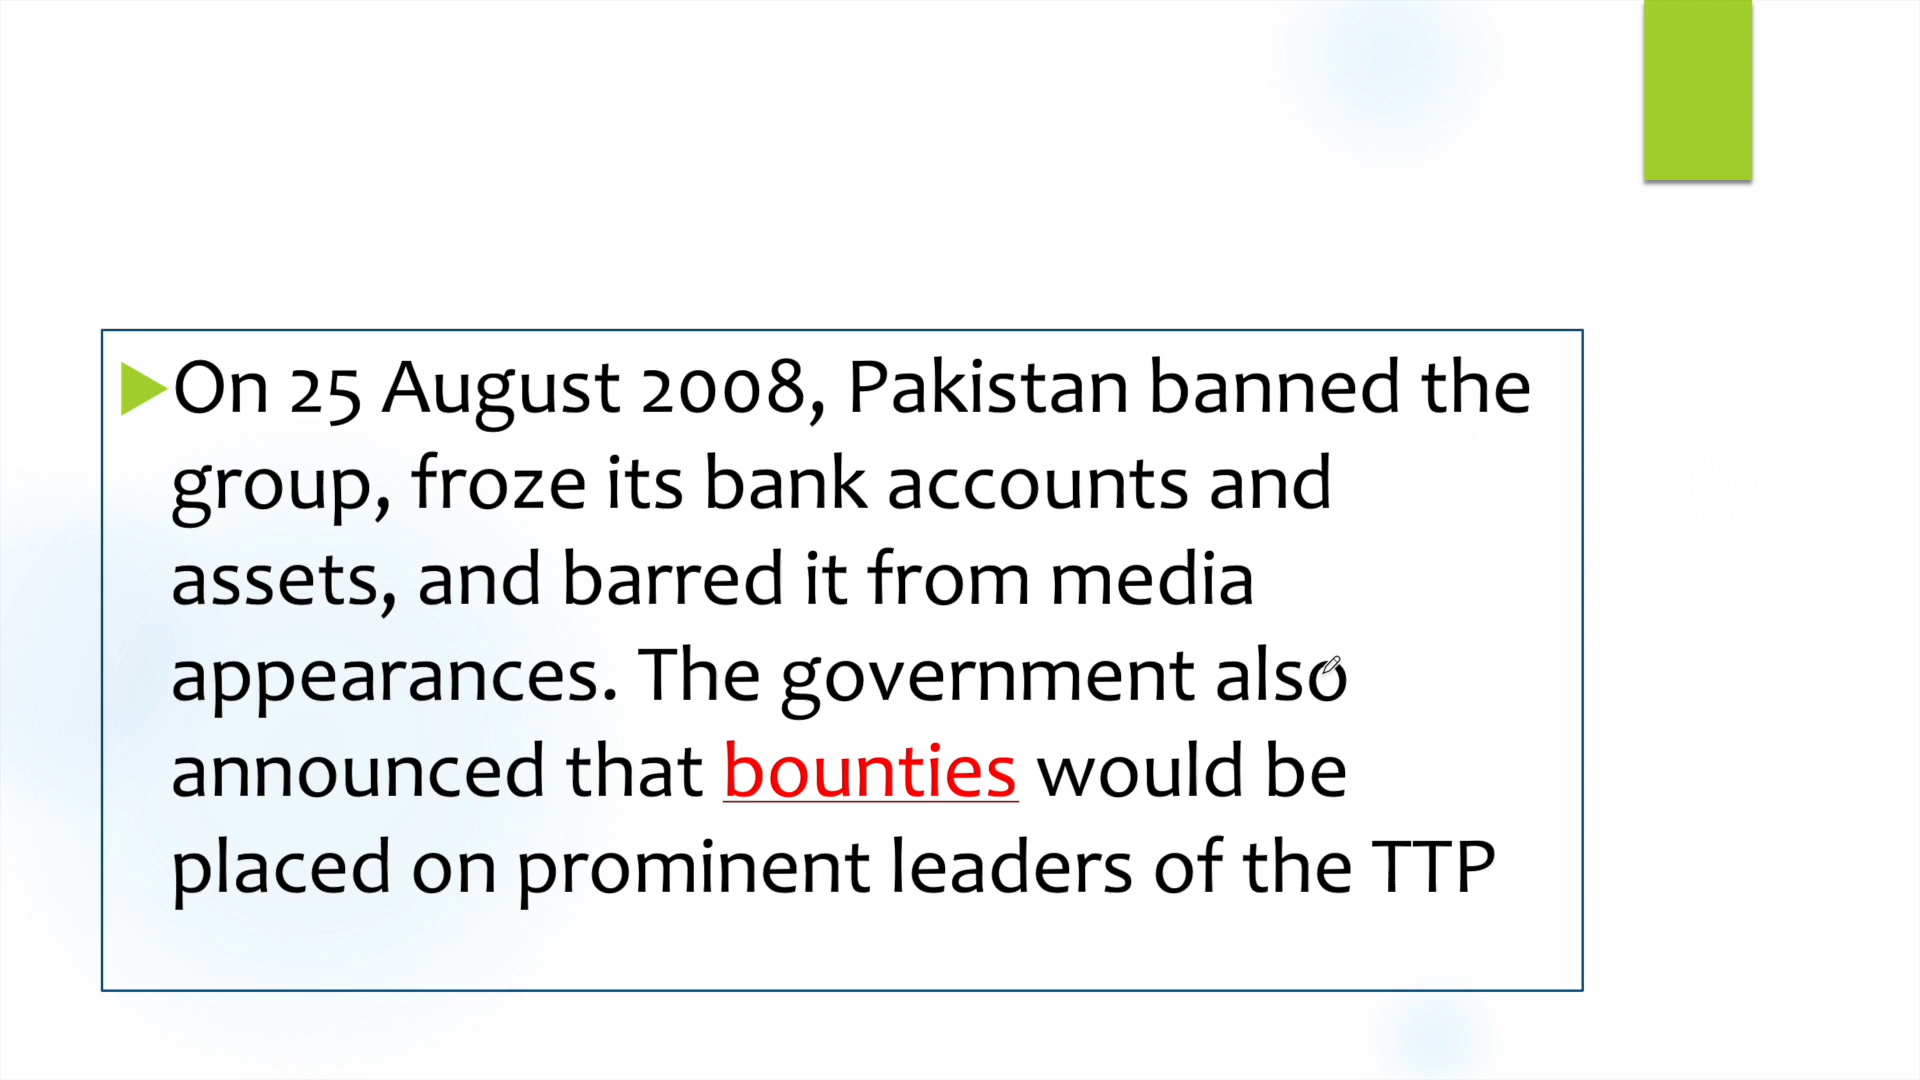 On 25 August 2008, Pakistan banned the
group, froze its bank accounts and
assets, and barred it from media
appearances. The government also
announced that bounties would be
placed on prominent leaders of the TTP